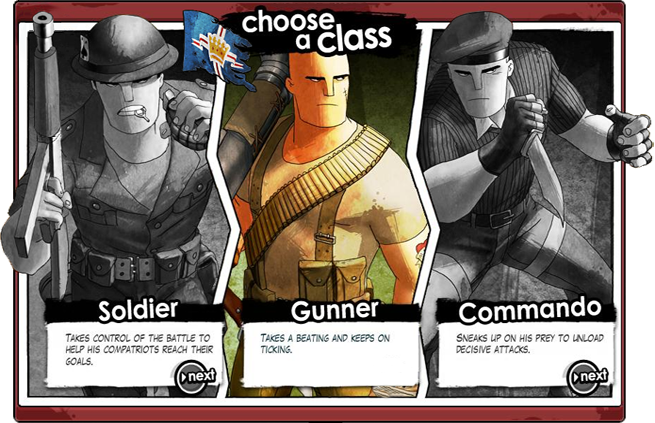 choose
a class
Soldier
Takes control of the battle to
help his compatriots reach their
goals.
next
Gunner
Takes a beating and keeps on
ticking.
Commando
Sneaks up on his prey to unload
decisive attacks.
next